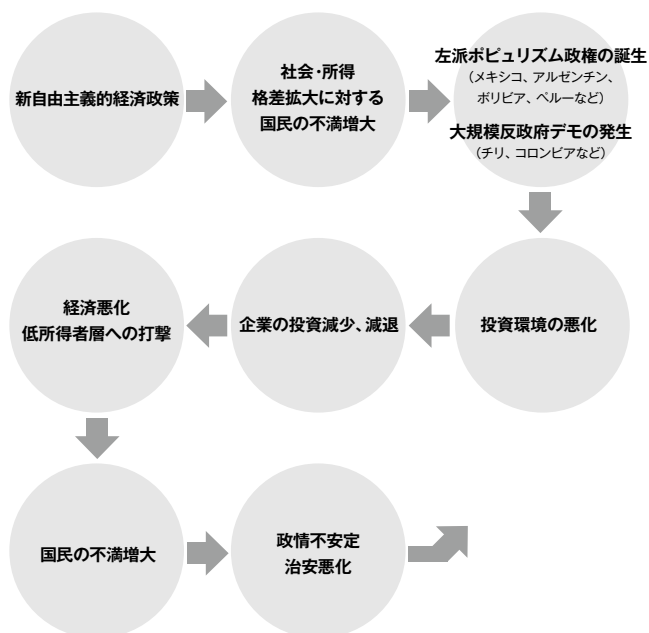 新自由主義的経済政策
社会・所得
格差拡大に対する
国民の不満増大
左派ポピュリズム政権の誕生
（メキシコ、アルゼンチン、
ボリビア、ペルーなど）
大規模反政府デモの発生
（チリ、コロンビアなど）
投資環境の悪化
企業の投資減少、減退
経済悪化
低所得者層への打撃
国民の不満増大
政情不安定
治安悪化